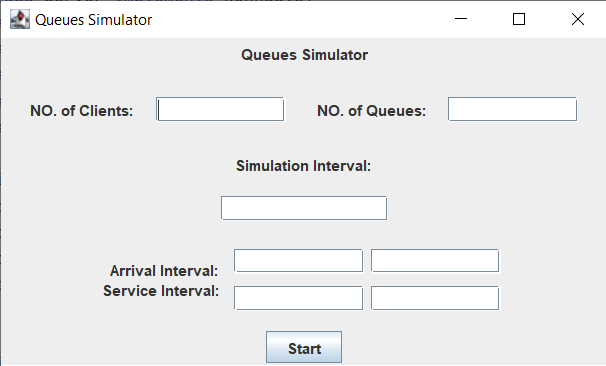 Queues Simulator
Queues Simulator
NO. of Clients: NO. of Queues:
Simulation Interval:
Arrival Interval:
Service Interval:
Start